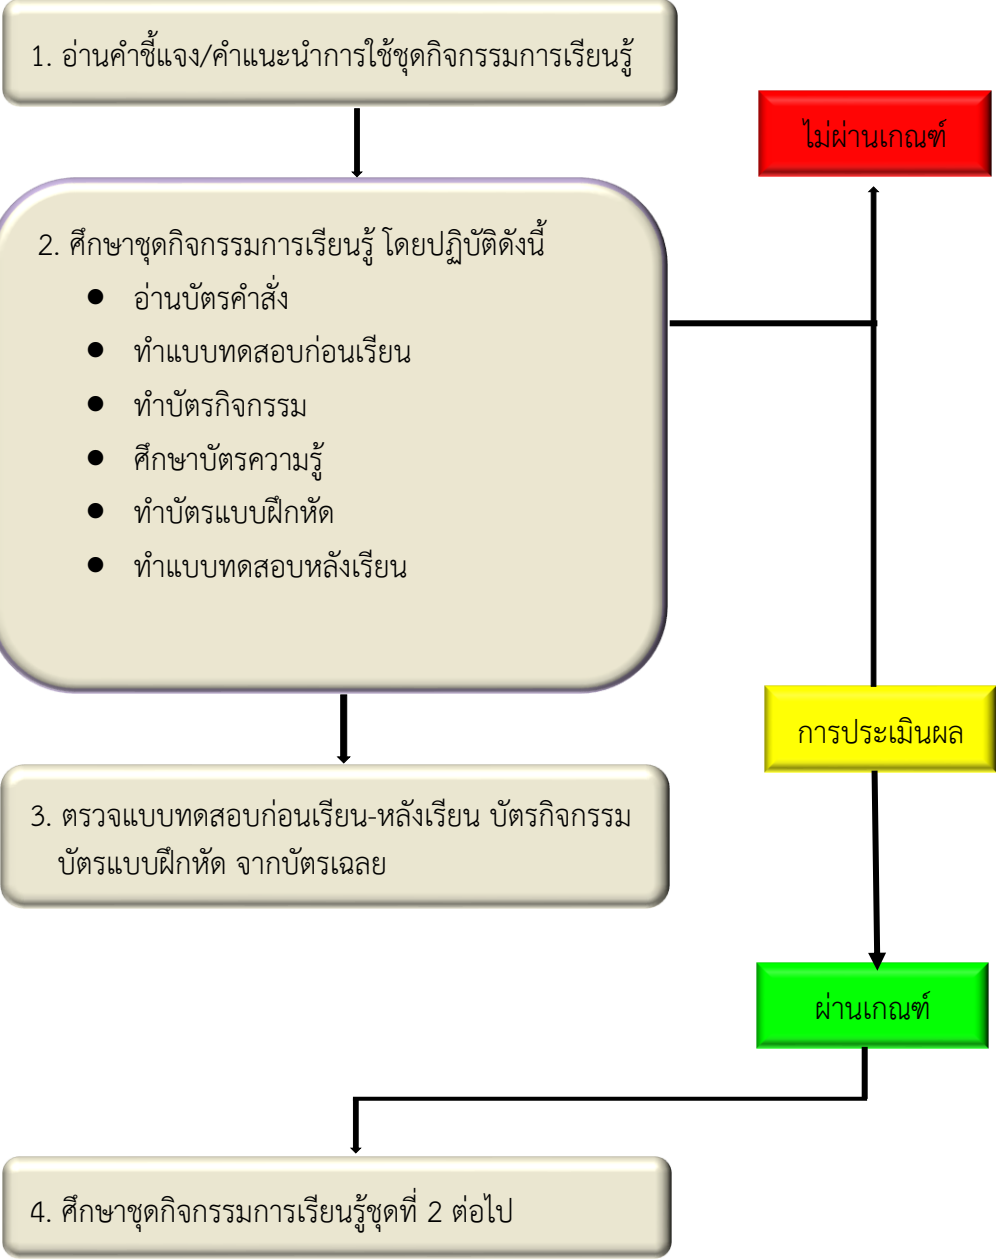 1. อ่านคำชี้แจง/คำแนะนำการใช้ชุดกิจกรรมการเรียนรู้
ไม่ผ่านเกณฑ์
2. ศึกษาชุดกิจกรรมการเรียนรู้ โดยปฏิบัติดังนี้
● อ่านบัตรคำสั่ง
● ทำแบบทดสอบก่อนเรียน
● ทำบัตรกิจกรรม
● ศึกษาบัตรความรู้
● ทำบัตรแบบฝึกหัด
● ทำแบบทดสอบหลังเรียน
การประเมินผล
3. ตรวจแบบทดสอบก่อนเรียน-หลังเรียน บัตรกิจกรรม
บัตรแบบฝึกหัด จากบัตรเฉลย
ผ่านเกณฑ์
4. ศึกษาชุดกิจกรรมการเรียนรู้ชุดที่ 2 ต่อไป